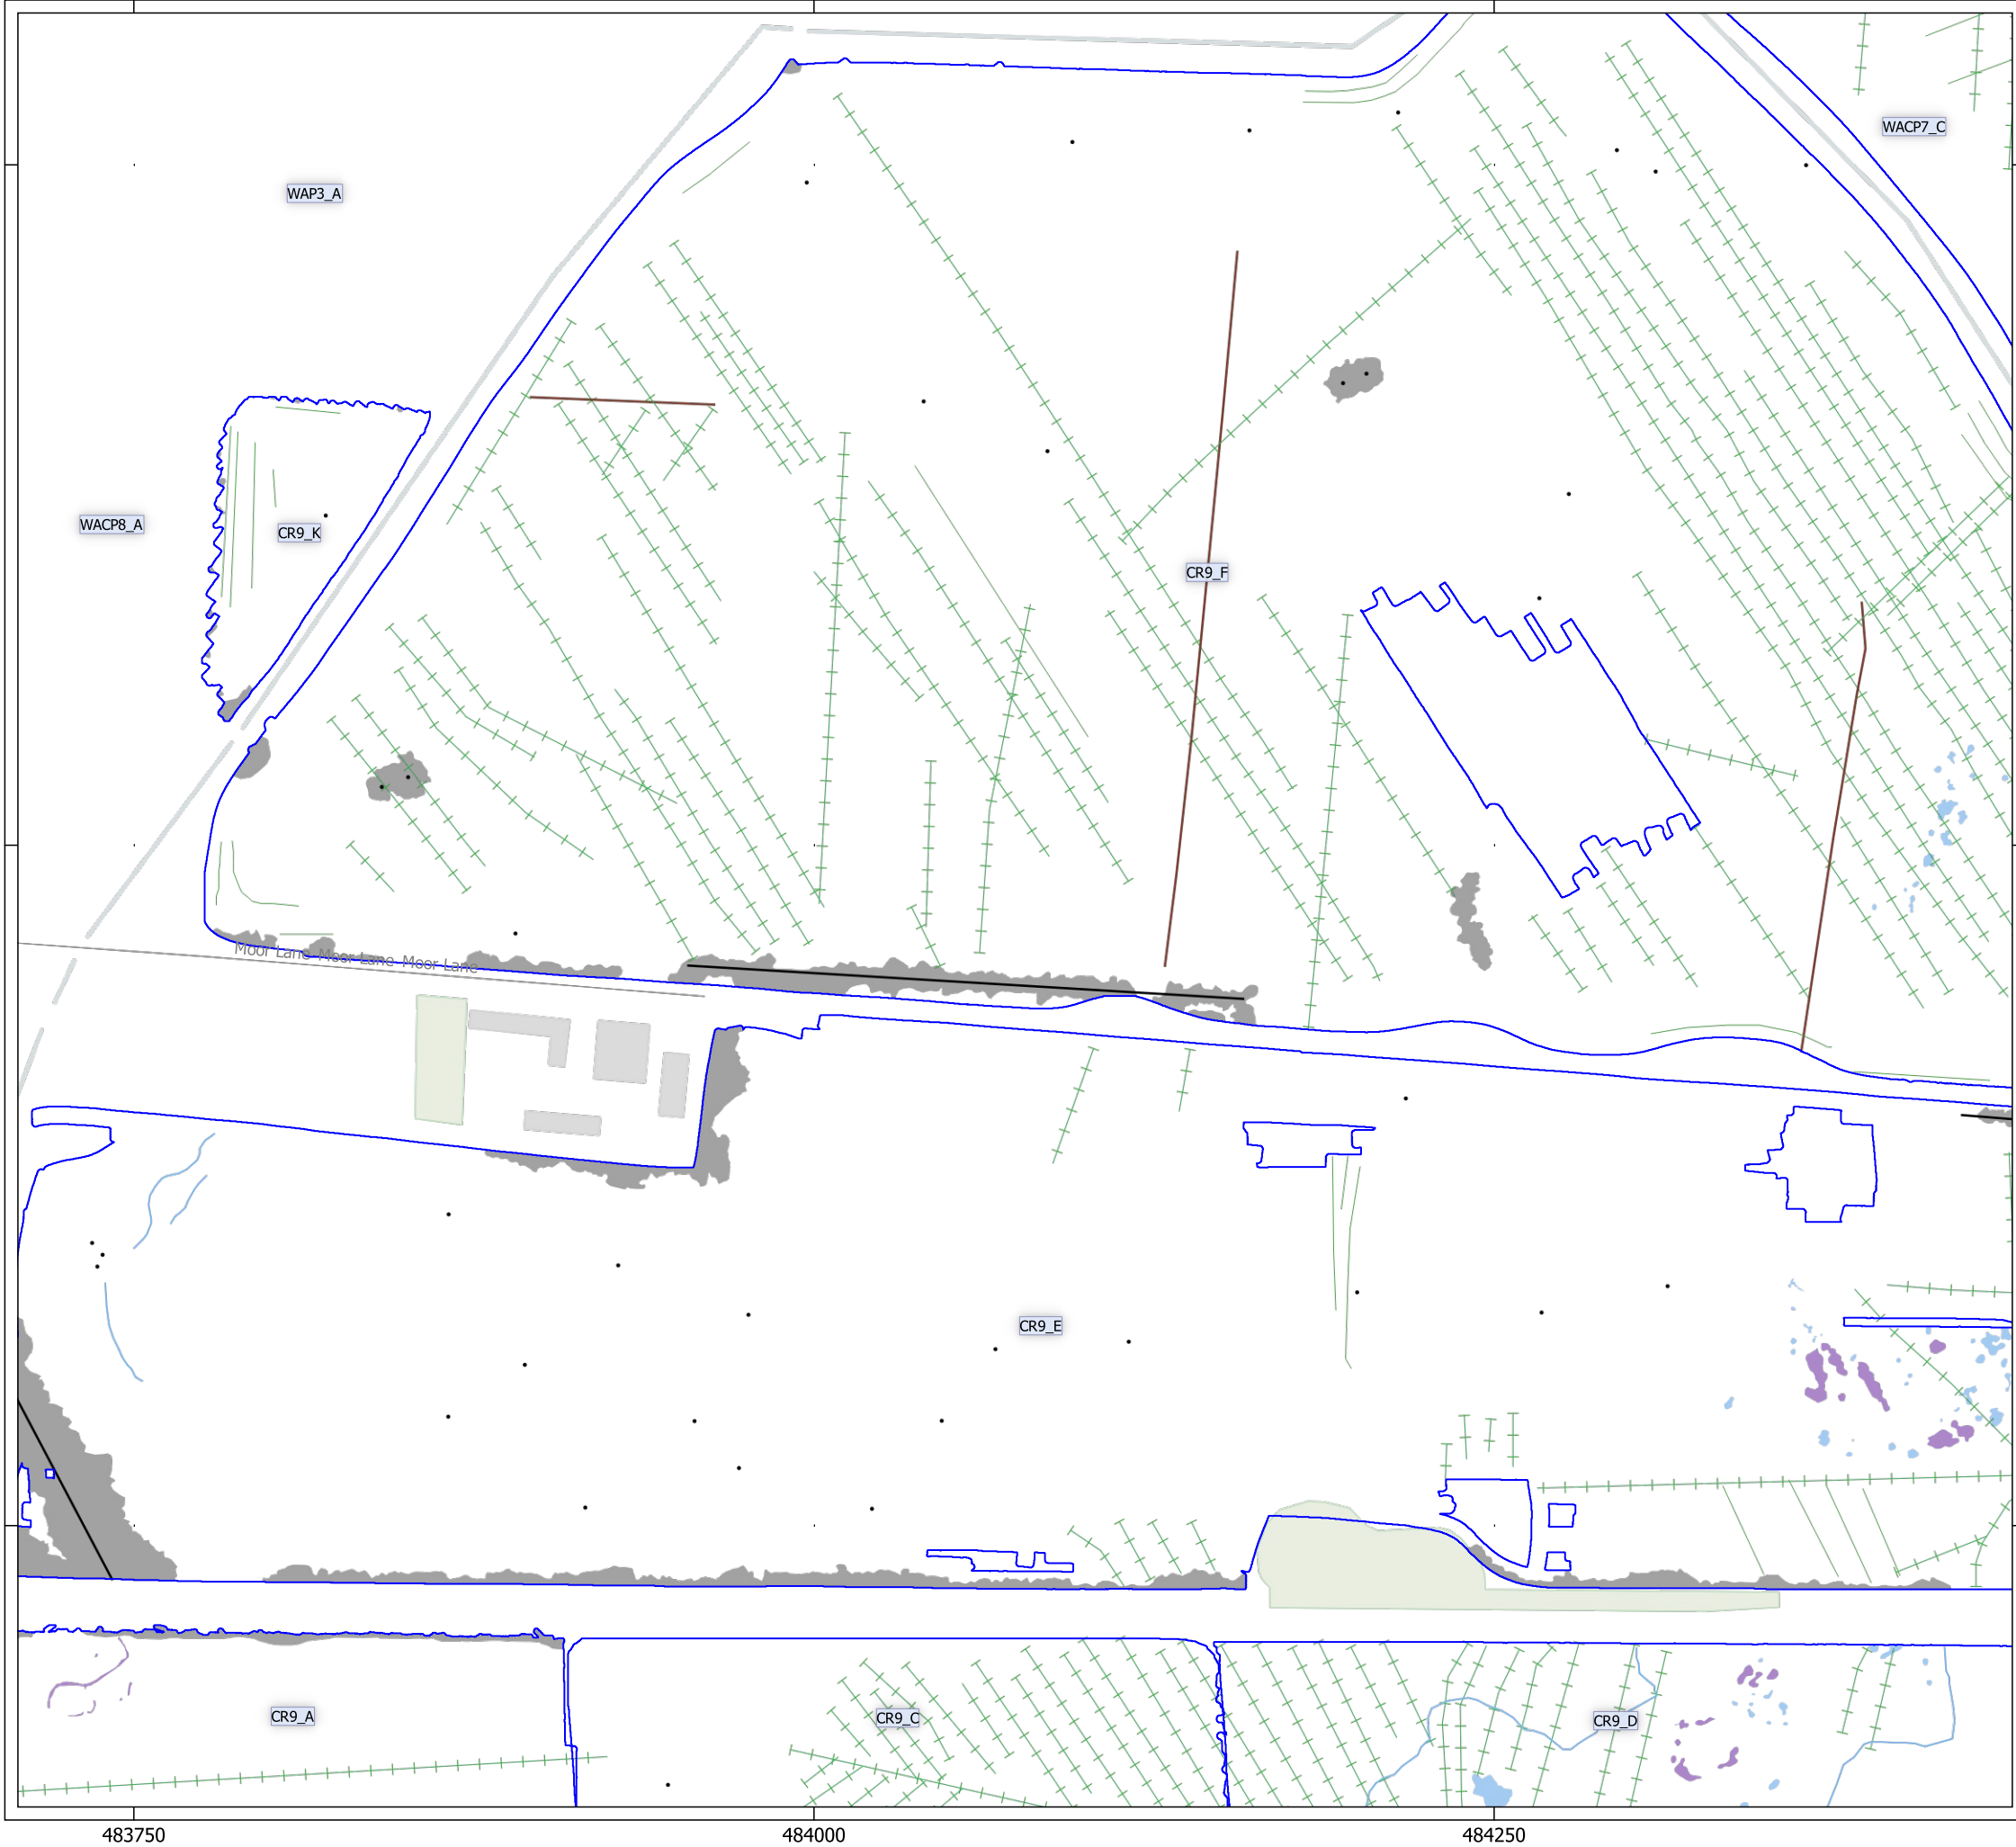 WACP7_C
WAP3_A
WACP8_A
CR9_K
CR9_F
Moor Lane Moor Lane Moor Lane
CR9_E
CR9_A
CR9_C
CR9_D
483750
484000
484250